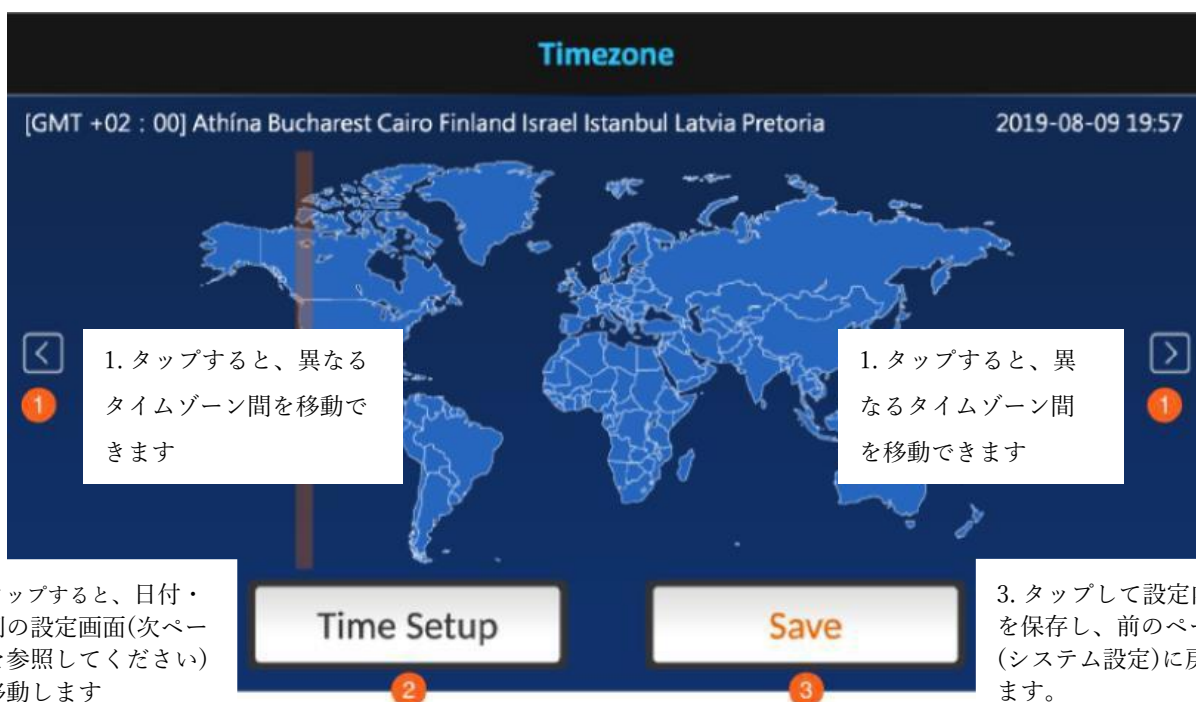 Timezone
[GMT +02 : 00] Athína Bucharest Cairo Finland Israel Istanbul Latvia Pretoria 2019-08-09 19:57
1. タップすると、異なる
タイムゾーン間を移動で
きます
1
1. タップすると、異
なるタイムゾーン間
を移動できます
1
ップすると、日付・
の設定画面(次ペー
を参照してください)
移動します
Time Setup
2
Save
3
3. タップして設定
を保存し、前のペー
(システム設定)に戻
ます。